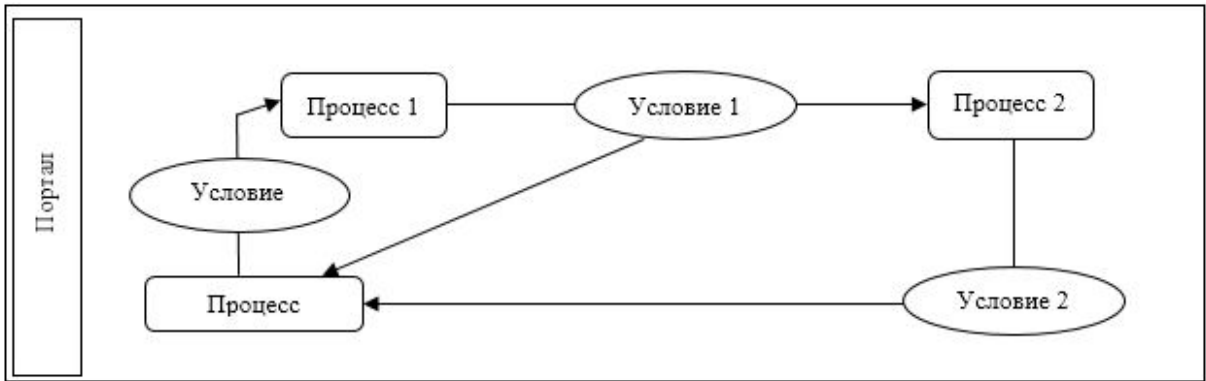 Портал
Процесс 1
Условие 1
Процесс 2
Условие
Процесс
Условие 2